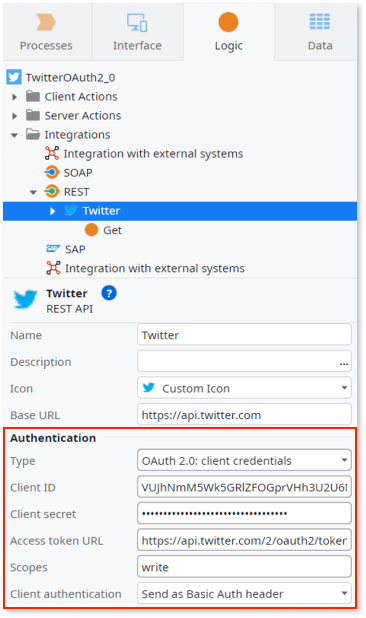 Processes Interface Logic Data
TwitterOAuth2_0
Client Actions
Server Actions
Integrations
Integration with external systems
SOAP
REST
Twitter
Get
SAP SAP
Integration with external systems
Twitter ?
REST API
Name Twitter
Description ...
Icon Custom Icon
Base URL https://api.twitter.com
Authentication
Type OAuth 2.0: client credentials
Client ID
Client secret ••••••••••••••••••••••••••••••••
Access token URL https://api.twitter.com/2/oauth2/token
Scopes write
Client authentication Send as Basic Auth header